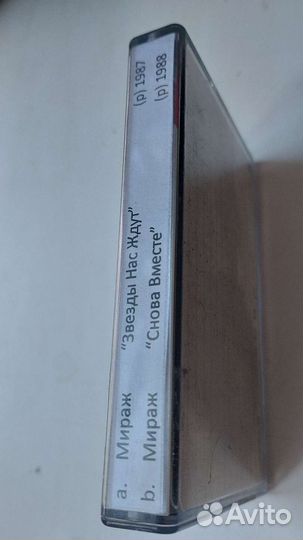 a. Мираж "Звезды Нас Ждут" (p) 1987
b. Мираж "Снова Вместе" (p) 1988
Avito